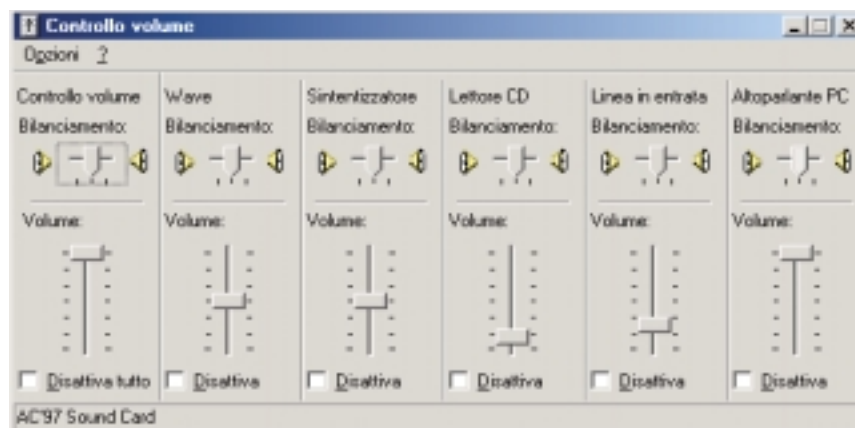 Controllo volume
Opzioni ?
Controllo volume Wave Sintentizzatore Lettore CD Linea in entrata Altoparlante PC
Bilanciamento: Bilanciamento: Bilanciamento: Bilanciamento: Bilanciamento: Bilanciamento:
Volume: Volume: Volume: Volume: Volume: Volume:
Disattiva tutto Disattiva Disattiva Disattiva Disattiva Disattiva
AC'97 Sound Card